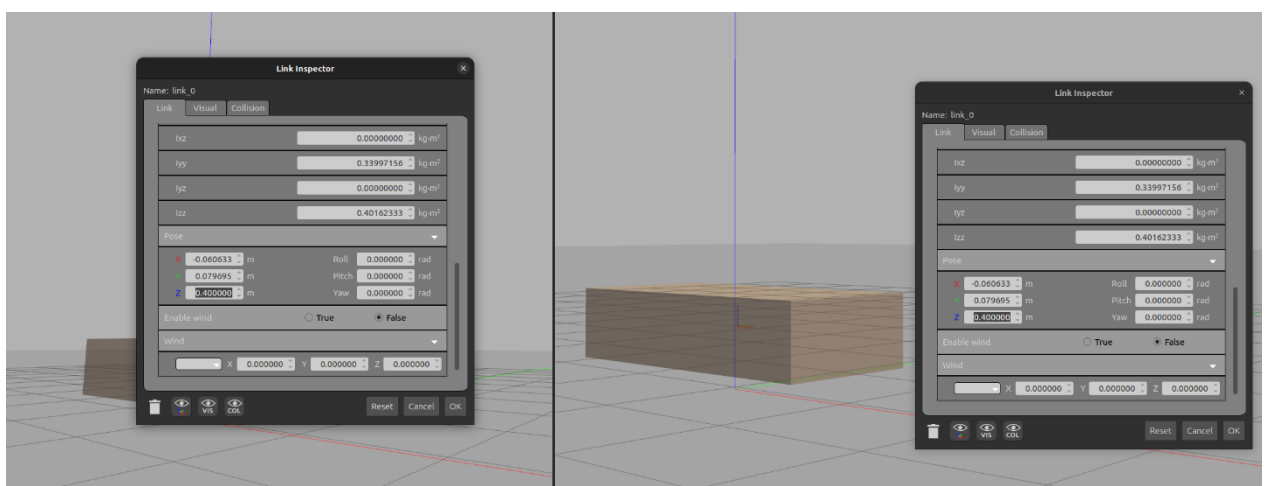 Link Inspector
Name: link_0
Link Visual Collision
Ixz 0.00000000 kg·m²
Iyy 0.33997156 kg·m²
Iyz 0.00000000 kg·m²
Izz 0.40162333 kg·m²
Pose
X -0.060633 m Roll 0.000000 rad
Y 0.079695 m Pitch 0.000000 rad
Z 0.400000 m Yaw 0.000000 rad
Enable wind True False
Wind
X 0.000000 Y 0.000000 Z 0.000000
VIS COL Reset Cancel OK
Link Inspector
Name: link_0
Link Visual Collision
Ixz 0.00000000 kg·m²
Iyy 0.33997156 kg·m²
Iyz 0.00000000 kg·m²
Izz 0.40162333 kg·m²
Pose
X -0.060633 m Roll 0.000000 rad
Y 0.079695 m Pitch 0.000000 rad
Z 0.400000 m Yaw 0.000000 rad
Enable wind True False
Wind
X 0.000000 Y 0.000000 Z 0.000000
VIS COL Reset Cancel OK